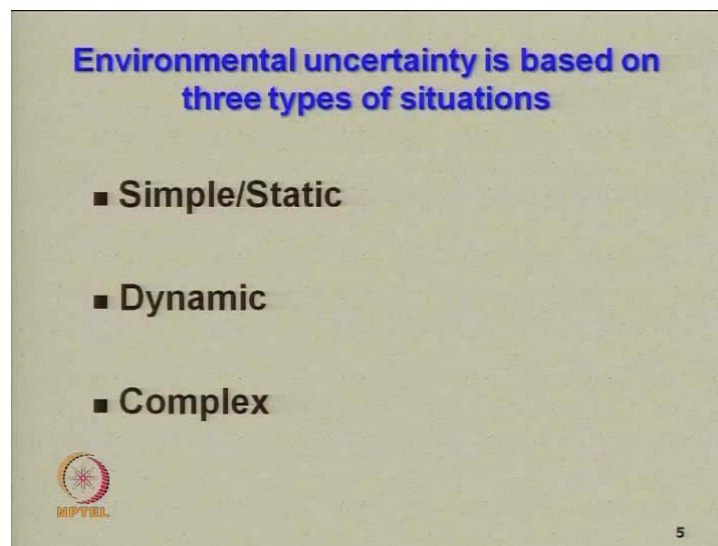 Environmental uncertainty is based on
three types of situations
■ Simple/Static
■ Dynamic
■ Complex
NPTEL
5